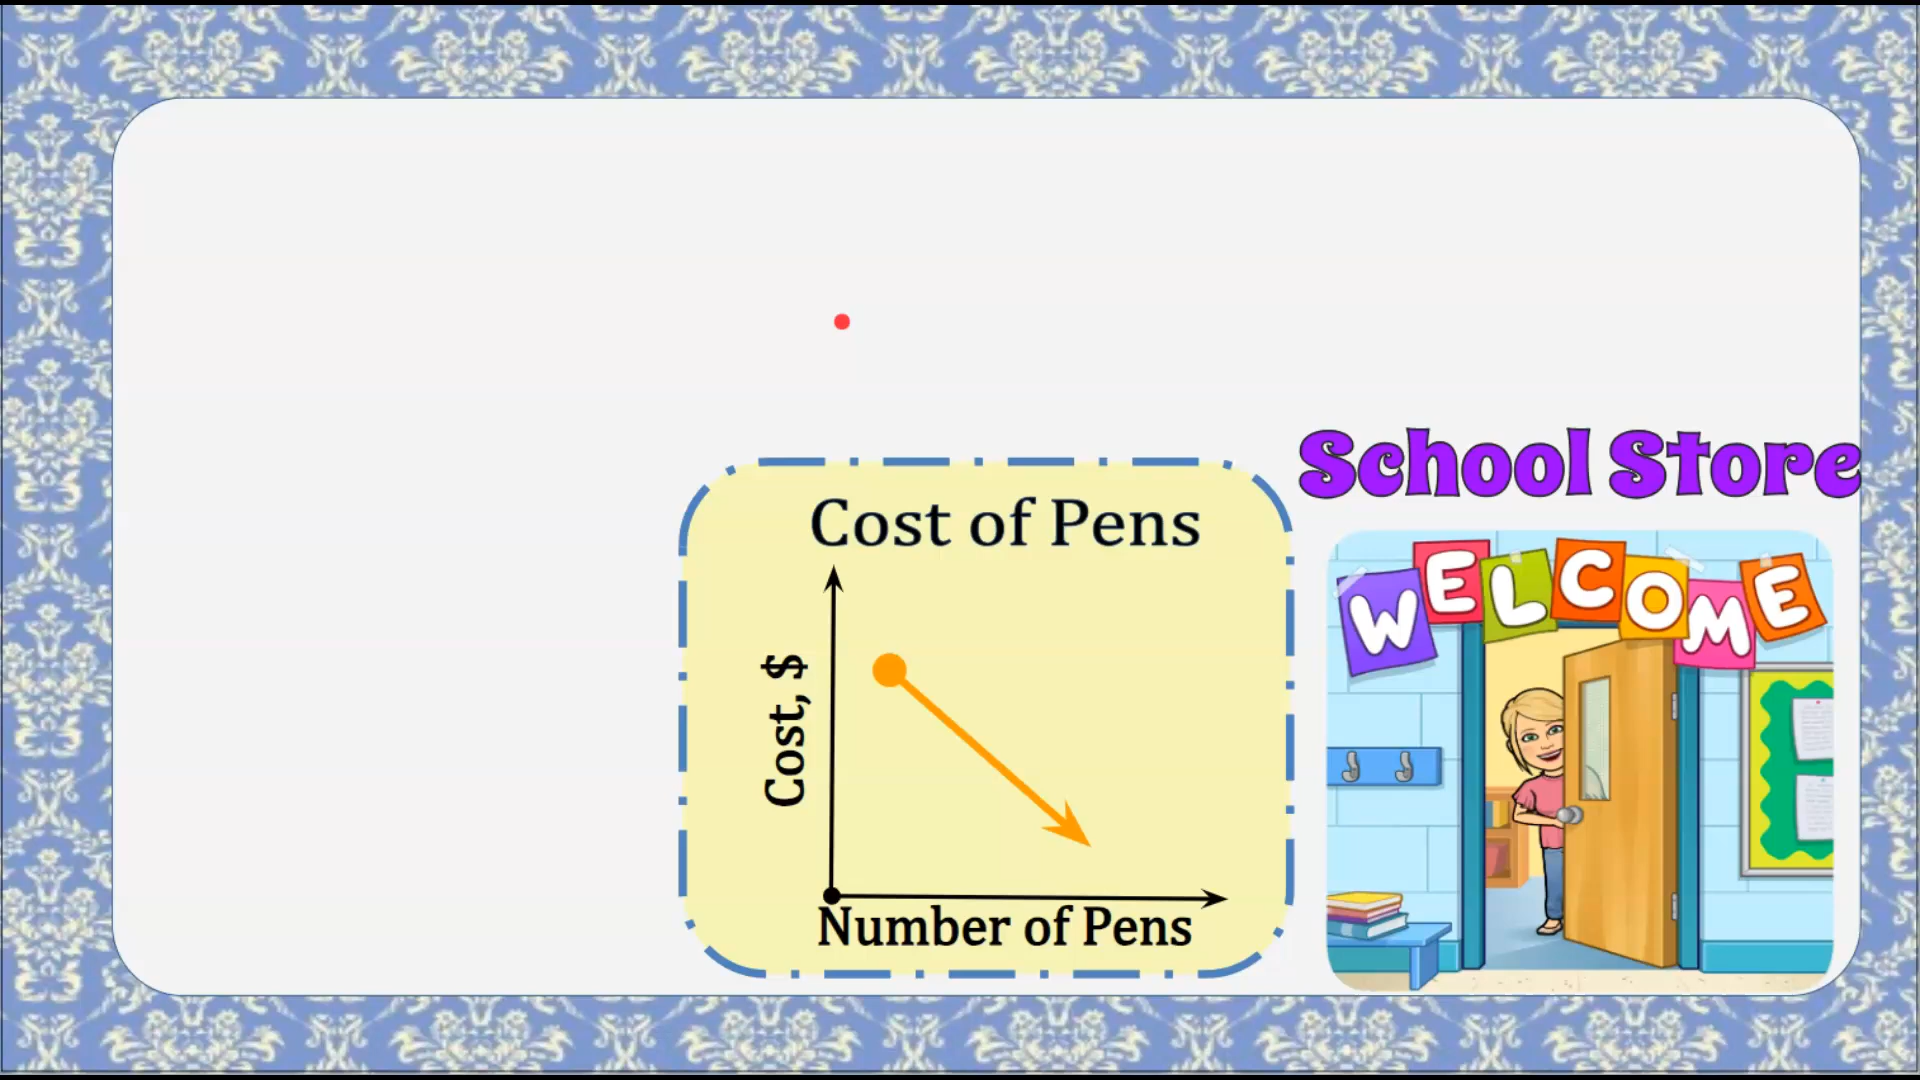 School Store
Cost of Pens
WELCOME
Cost, $
Number of Pens